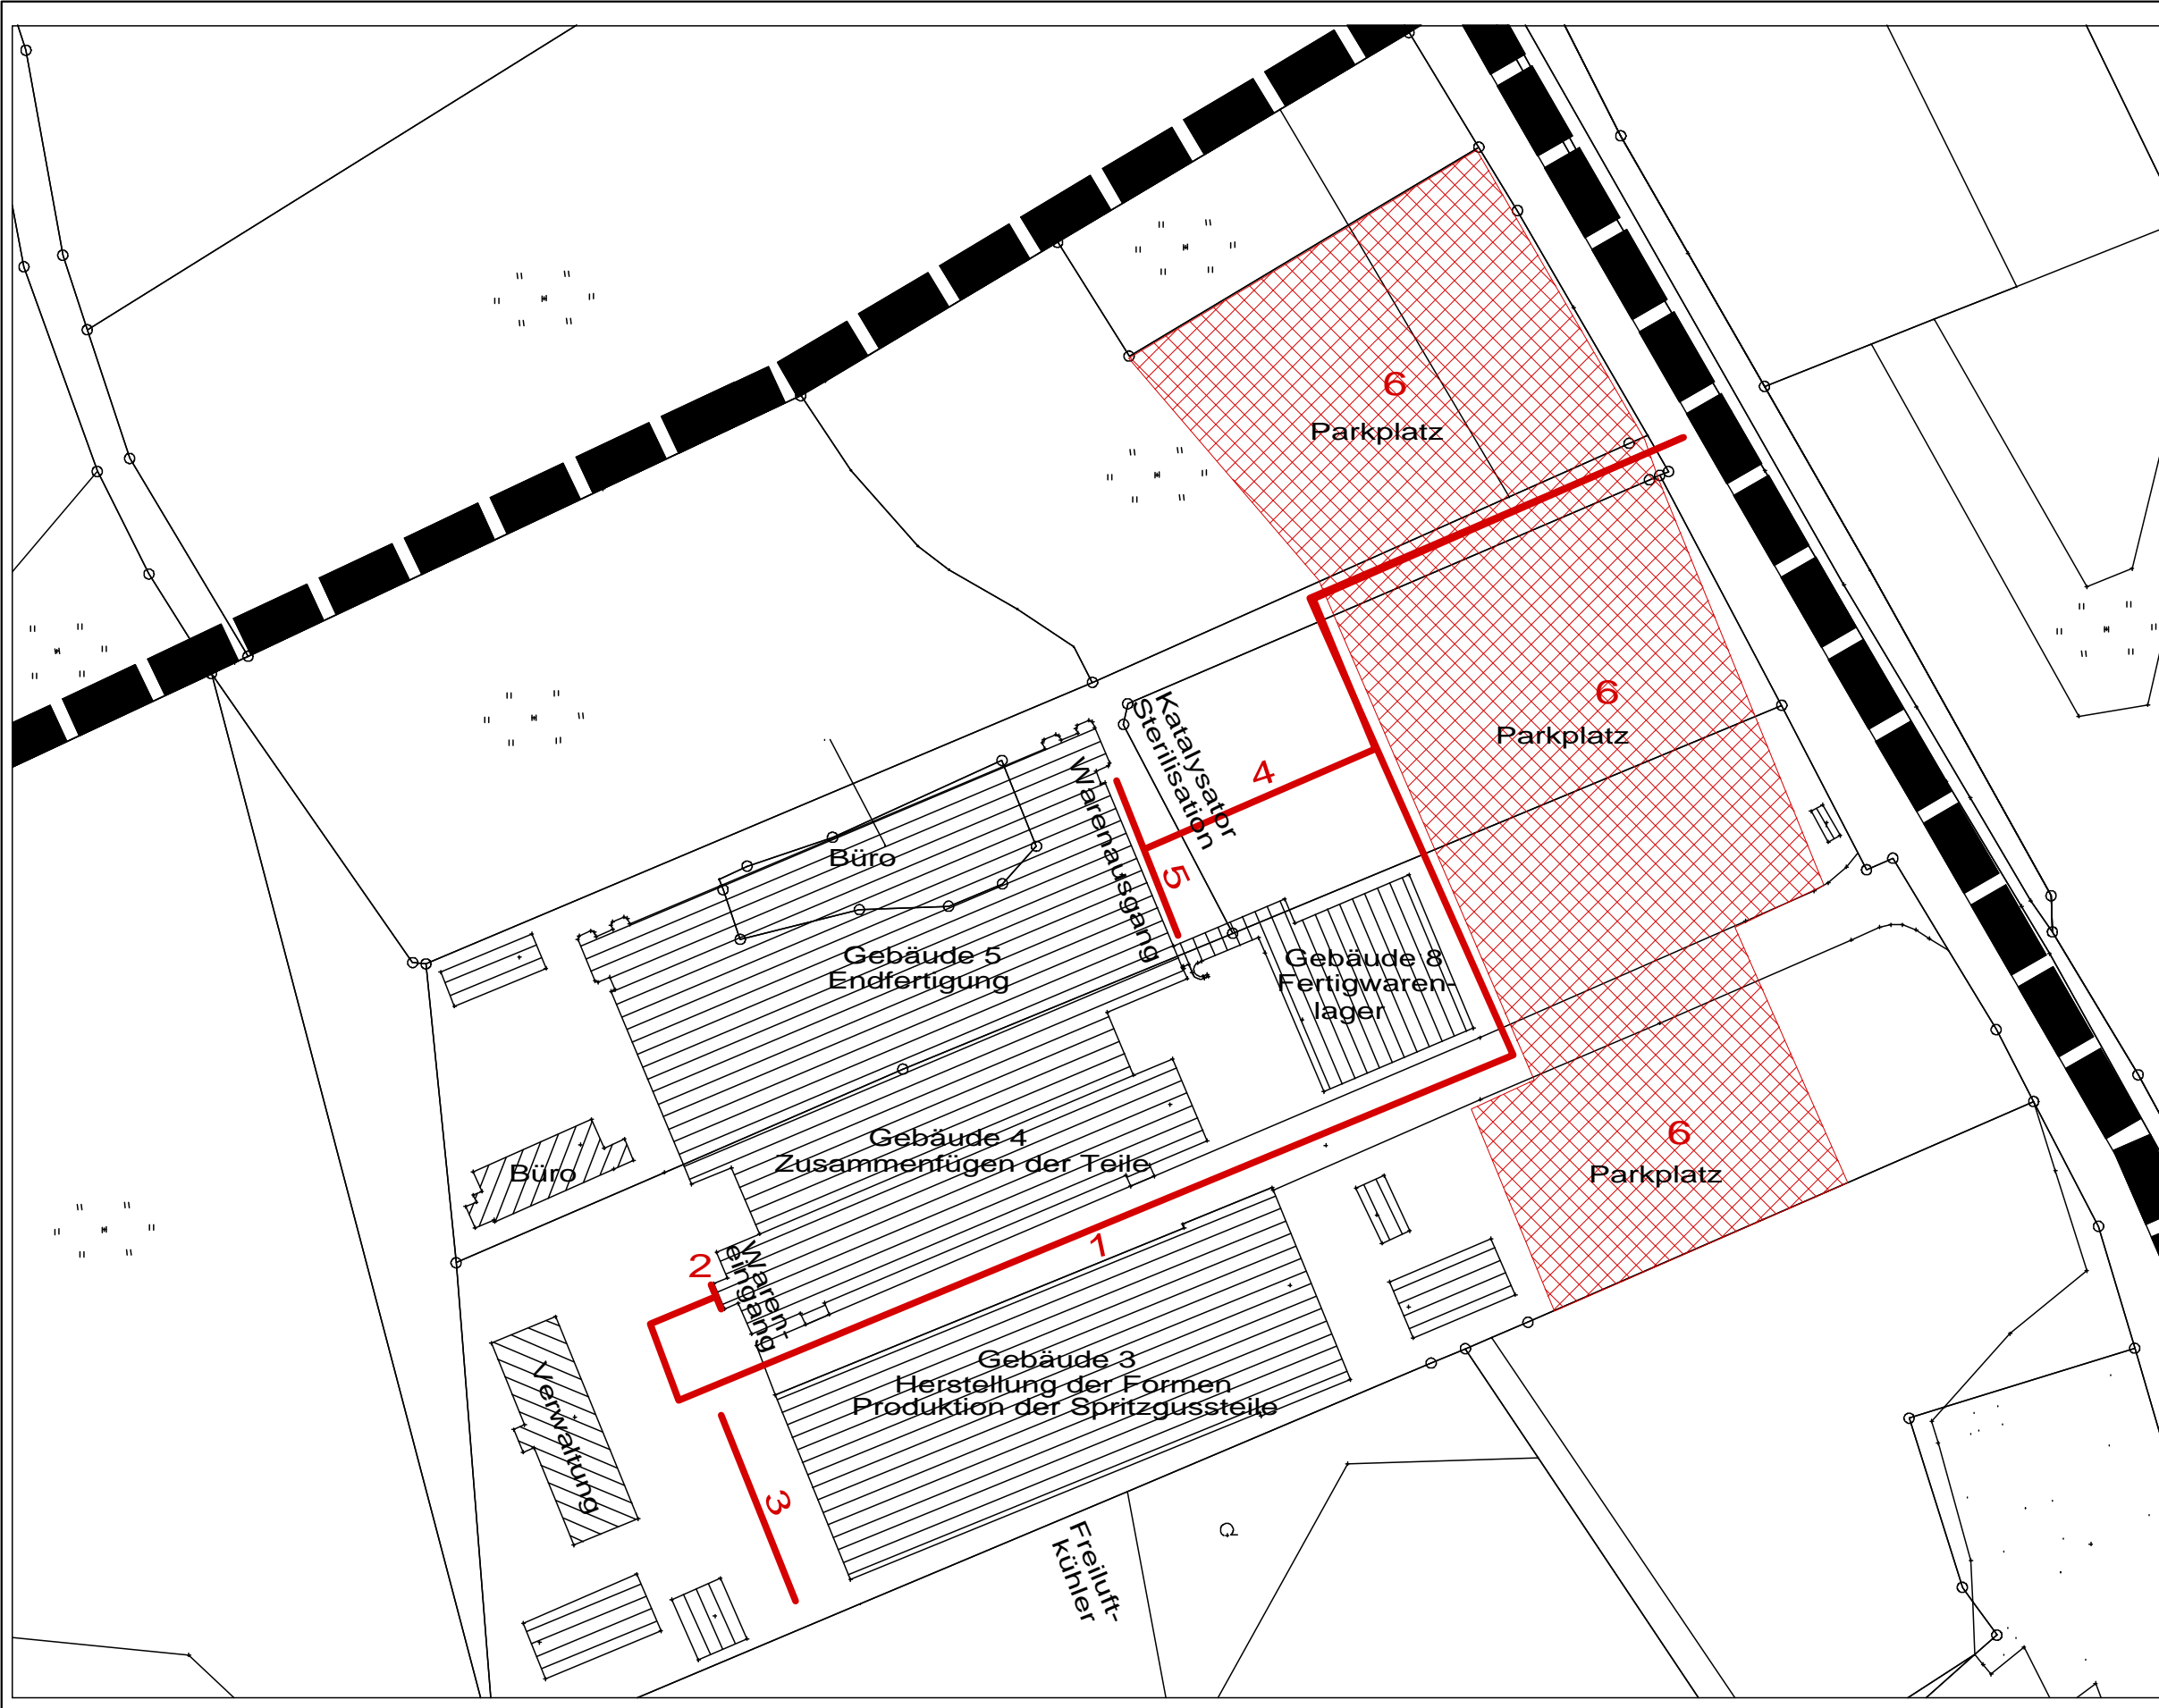 6
Parkplatz
6
Parkplatz
Katalysator
Sterilisation
4
Warenausgang
5
Büro
Gebäude 5
Endfertigung
Gebäude 8
Fertigwaren-
lager
Gebäude 4
Zusammenfügen der Teile
6
Parkplatz
Büro
1
2
Waren-
eingang
Gebäude 3
Herstellung der Formen
Produktion der Spritzgussteile
Verwaltung
3
Freiluft-
kühler